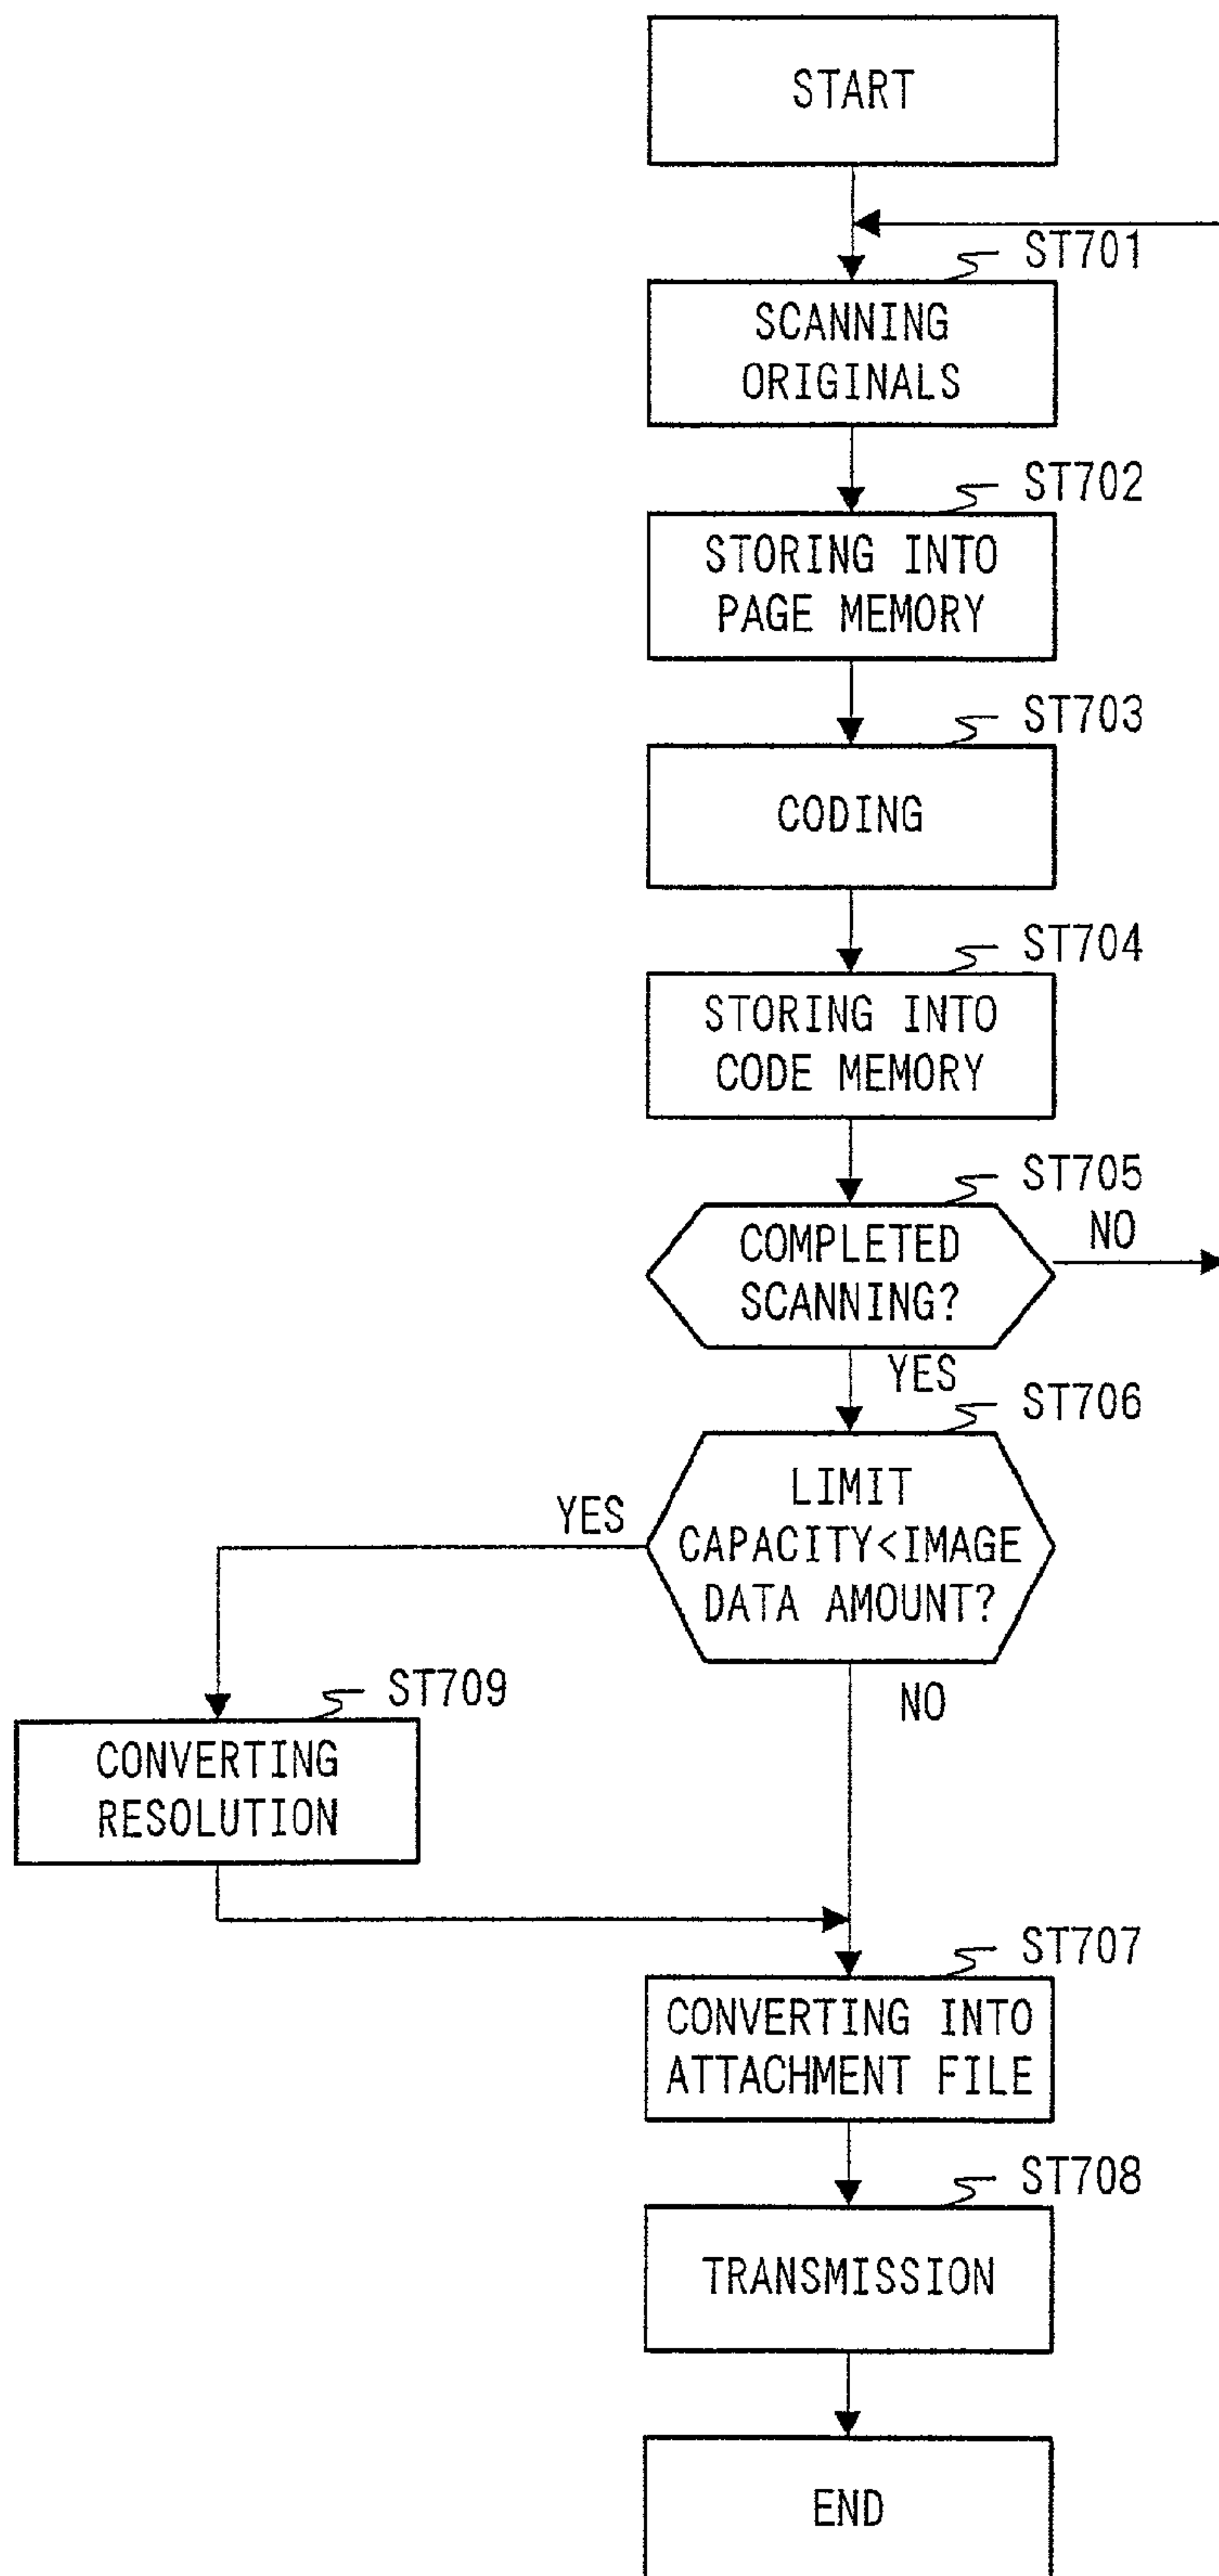 START
ST701
SCANNING
ORIGINALS
ST702
STORING INTO
PAGE MEMORY
ST703
CODING
ST704
STORING INTO
CODE MEMORY
ST705
COMPLETED
SCANNING?
NO
YES
ST706
LIMIT
CAPACITY<IMAGE
DATA AMOUNT?
YES
NO
ST709
CONVERTING
RESOLUTION
ST707
CONVERTING INTO
ATTACHMENT FILE
ST708
TRANSMISSION
END